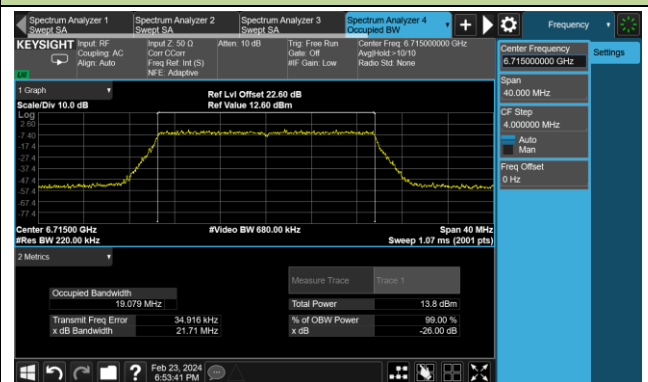 Spectrum Analyzer 1
Swept SA
Spectrum Analyzer 2
Swept SA
Spectrum Analyzer 3
Swept SA
Spectrum Analyzer 4
Occupied BW
Frequency
KEYSIGHT
Input: RF
Coupling: AC
Align: Auto
Input Z: 50 Ω
Corr CCorr
Freq Ref: Int (S)
NFE: Adaptive
Atten: 10 dB
Trig: Free Run
Gate: Off
#IF Gain: Low
Center Freq: 6.715000000 GHz
Avg|Hold:>10/10
Radio Std: None
Center Frequency
6.715000000 GHz
Settings
Span
40.000 MHz
CF Step
4.000000 MHz
Auto
Man
Freq Offset
0 Hz
1 Graph
Scale/Div 10.0 dB
Ref Lvl Offset 22.60 dB
Ref Value 12.60 dBm
Log
2.60
-7.40
-17.4
-27.4
-37.4
-47.4
-57.4
-67.4
-77.4
Center 6.71500 GHz
#Video BW 680.00 kHz
Span 40 MHz
#Res BW 220.00 kHz
Sweep 1.07 ms (2001 pts)
2 Metrics
Measure Trace
Trace 1
Occupied Bandwidth
19.079 MHz
Total Power
13.8 dBm
Transmit Freq Error
34.916 kHz
% of OBW Power
99.00 %
x dB Bandwidth
21.71 MHz
x dB
-26.00 dB
Feb 23, 2024
6:53:41 PM